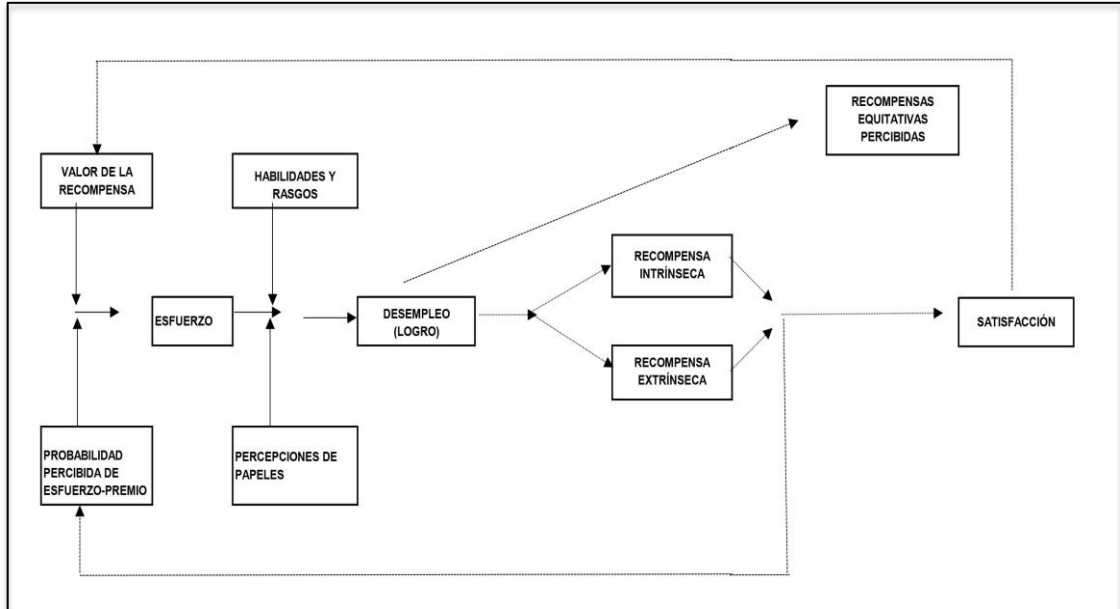 RECOMPENSAS
EQUITATIVAS
PERCIBIDAS
VALOR DE LA
RECOMPENSA
HABILIDADES Y
RASGOS
RECOMPENSA
INTRÍNSECA
ESFUERZO
DESEMPLEO
(LOGRO)
SATISFACCIÓN
RECOMPENSA
EXTRÍNSECA
PROBABILIDAD
PERCIBIDA DE
ESFUERZO-PREMIO
PERCEPCIONES DE
PAPELES